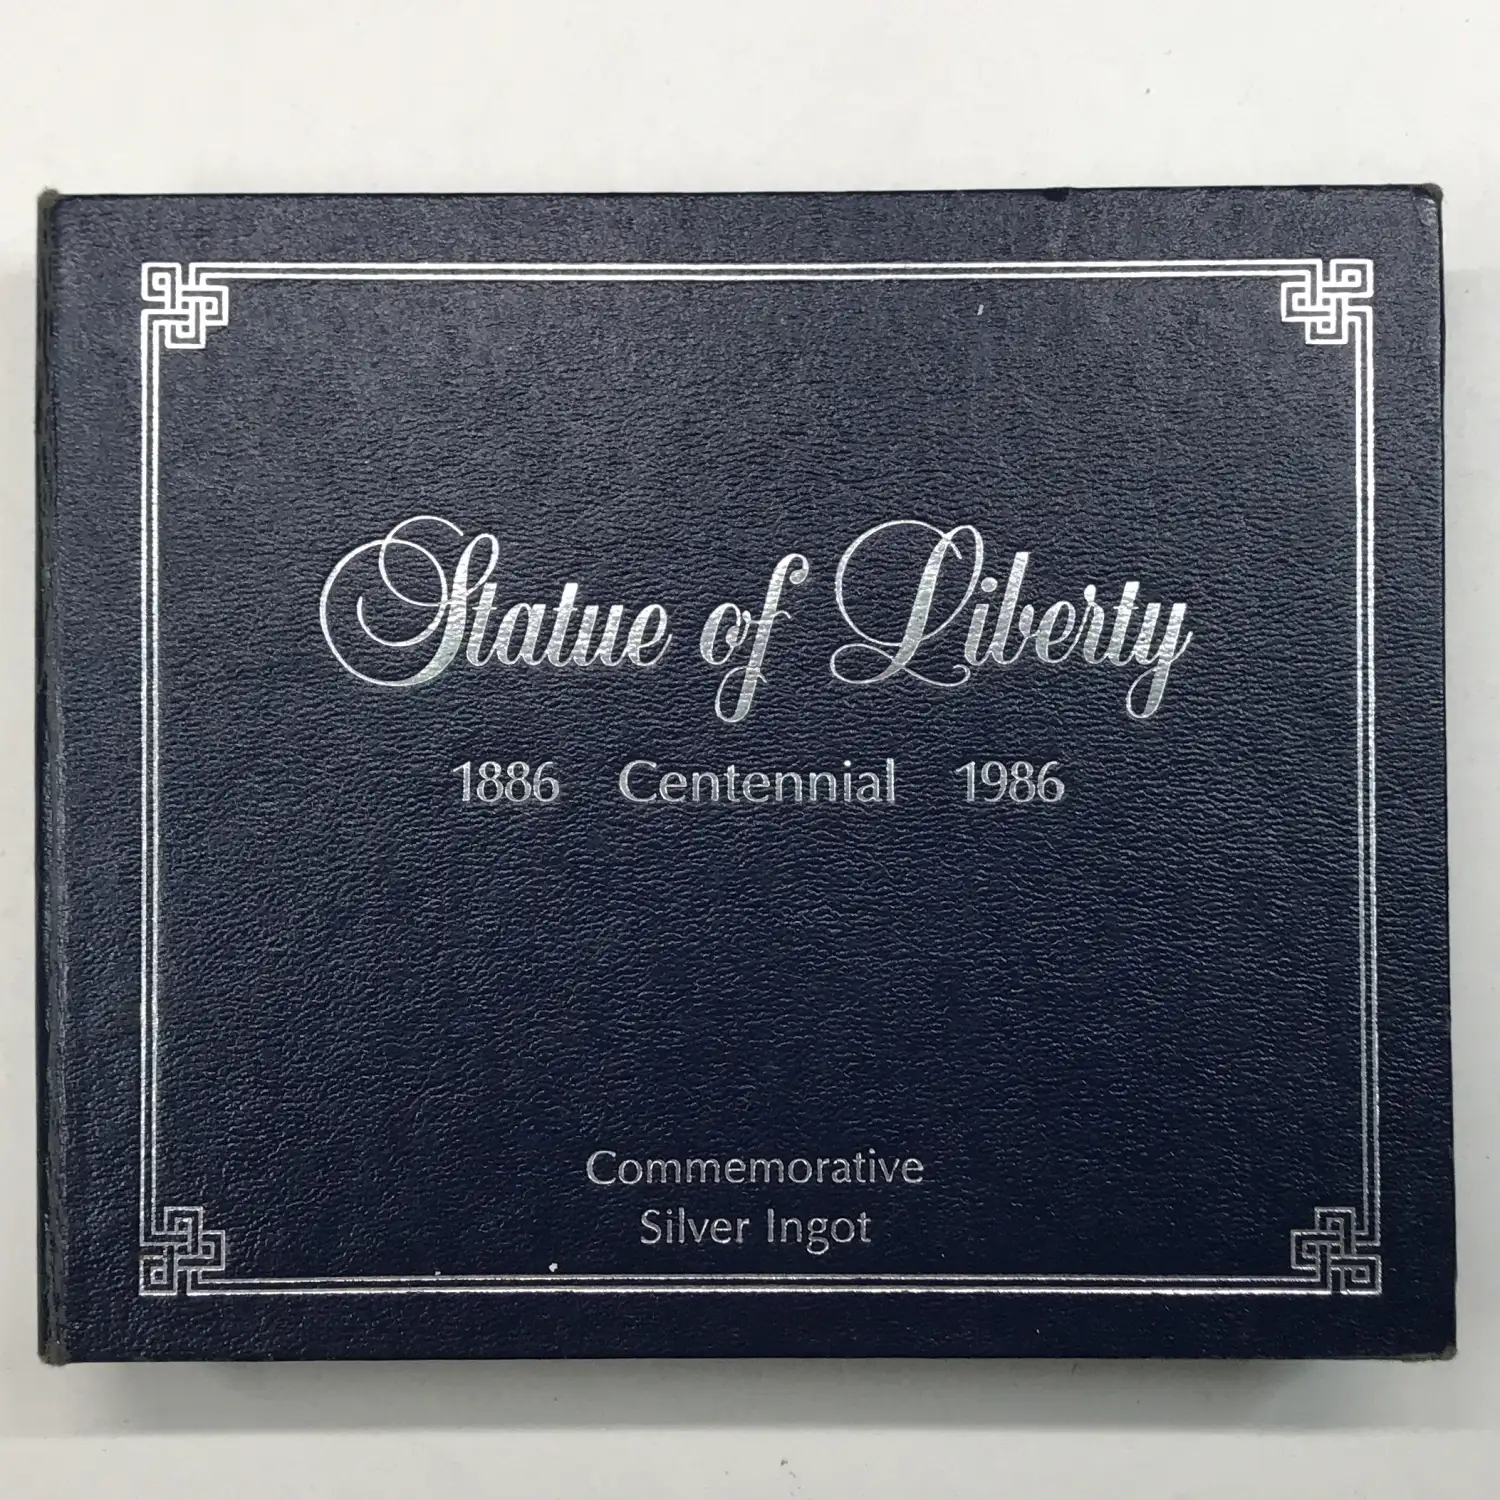 Statue of Liberty
1886 Centennial 1986
Commemorative
Silver Ingot